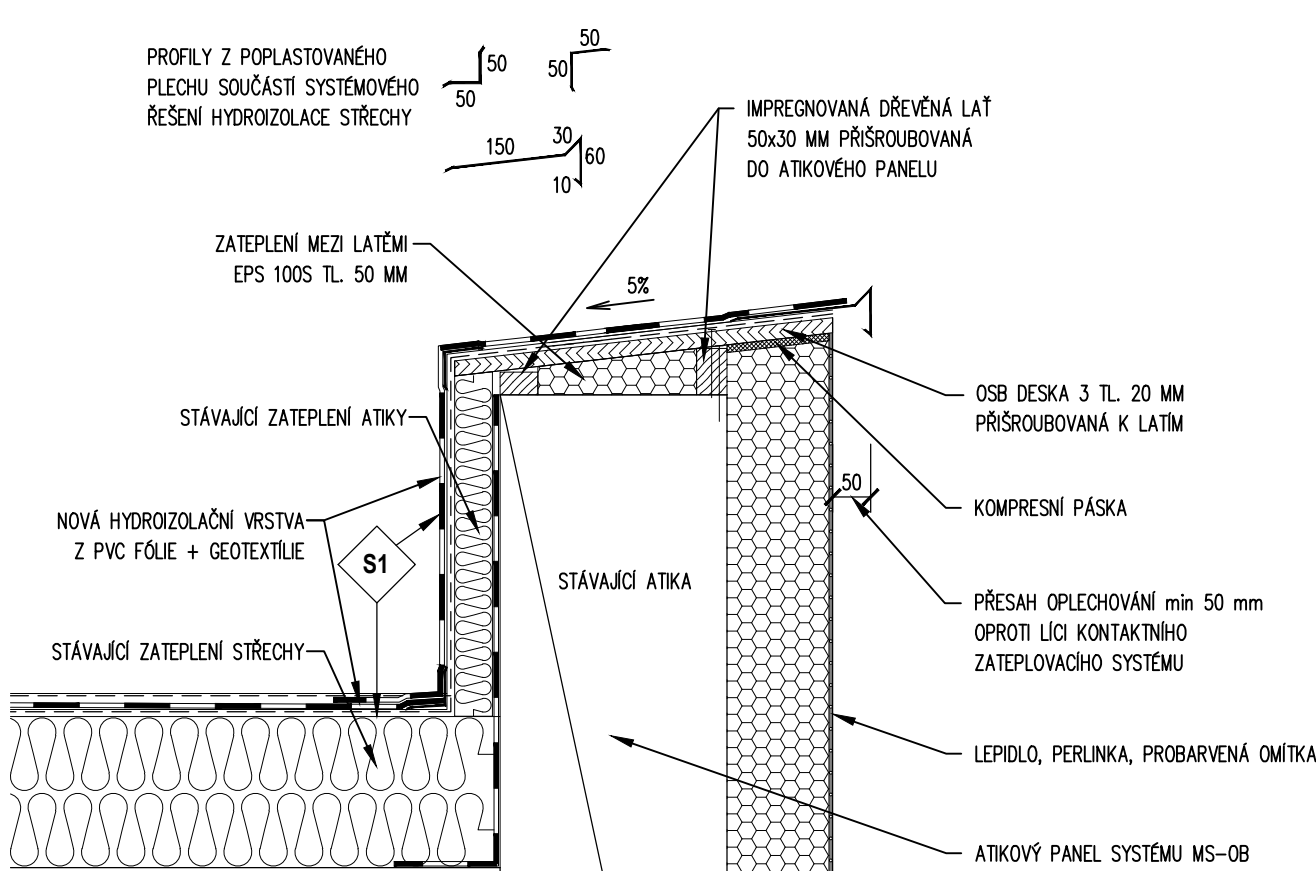 PROFILY Z POPLASTOVANÉHO
PLECHU SOUČÁSTÍ SYSTÉMOVÉHO
ŘEŠENÍ HYDROIZOLACE STŘECHY
50
50
50
50
150
30
60
10
IMPREGNOVANÁ DŘEVĚNÁ LAŤ
50x30 MM PŘIŠROUBOVANÁ
DO ATIKOVÉHO PANELU
ZATEPLENÍ MEZI LATĚMI
EPS 100S TL. 50 MM
5%
OSB DESKA 3 TL. 20 MM
PŘIŠROUBOVANÁ K LATÍM
STÁVAJÍCÍ ZATEPLENÍ ATIKY
50
KOMPRESNÍ PÁSKA
NOVÁ HYDROIZOLAČNÍ VRSTVA
Z PVC FÓLIE + GEOTEXTÍLIE
S1
STÁVAJÍCÍ ATIKA
PŘESAH OPLECHOVÁNÍ min 50 mm
OPROTI LÍCI KONTAKTNÍHO
ZATEPLOVACÍHO SYSTÉMU
STÁVAJÍCÍ ZATEPLENÍ STŘECHY
LEPIDLO, PERLINKA, PROBARVENÁ OMÍTKA
ATIKOVÝ PANEL SYSTÉMU MS-OB